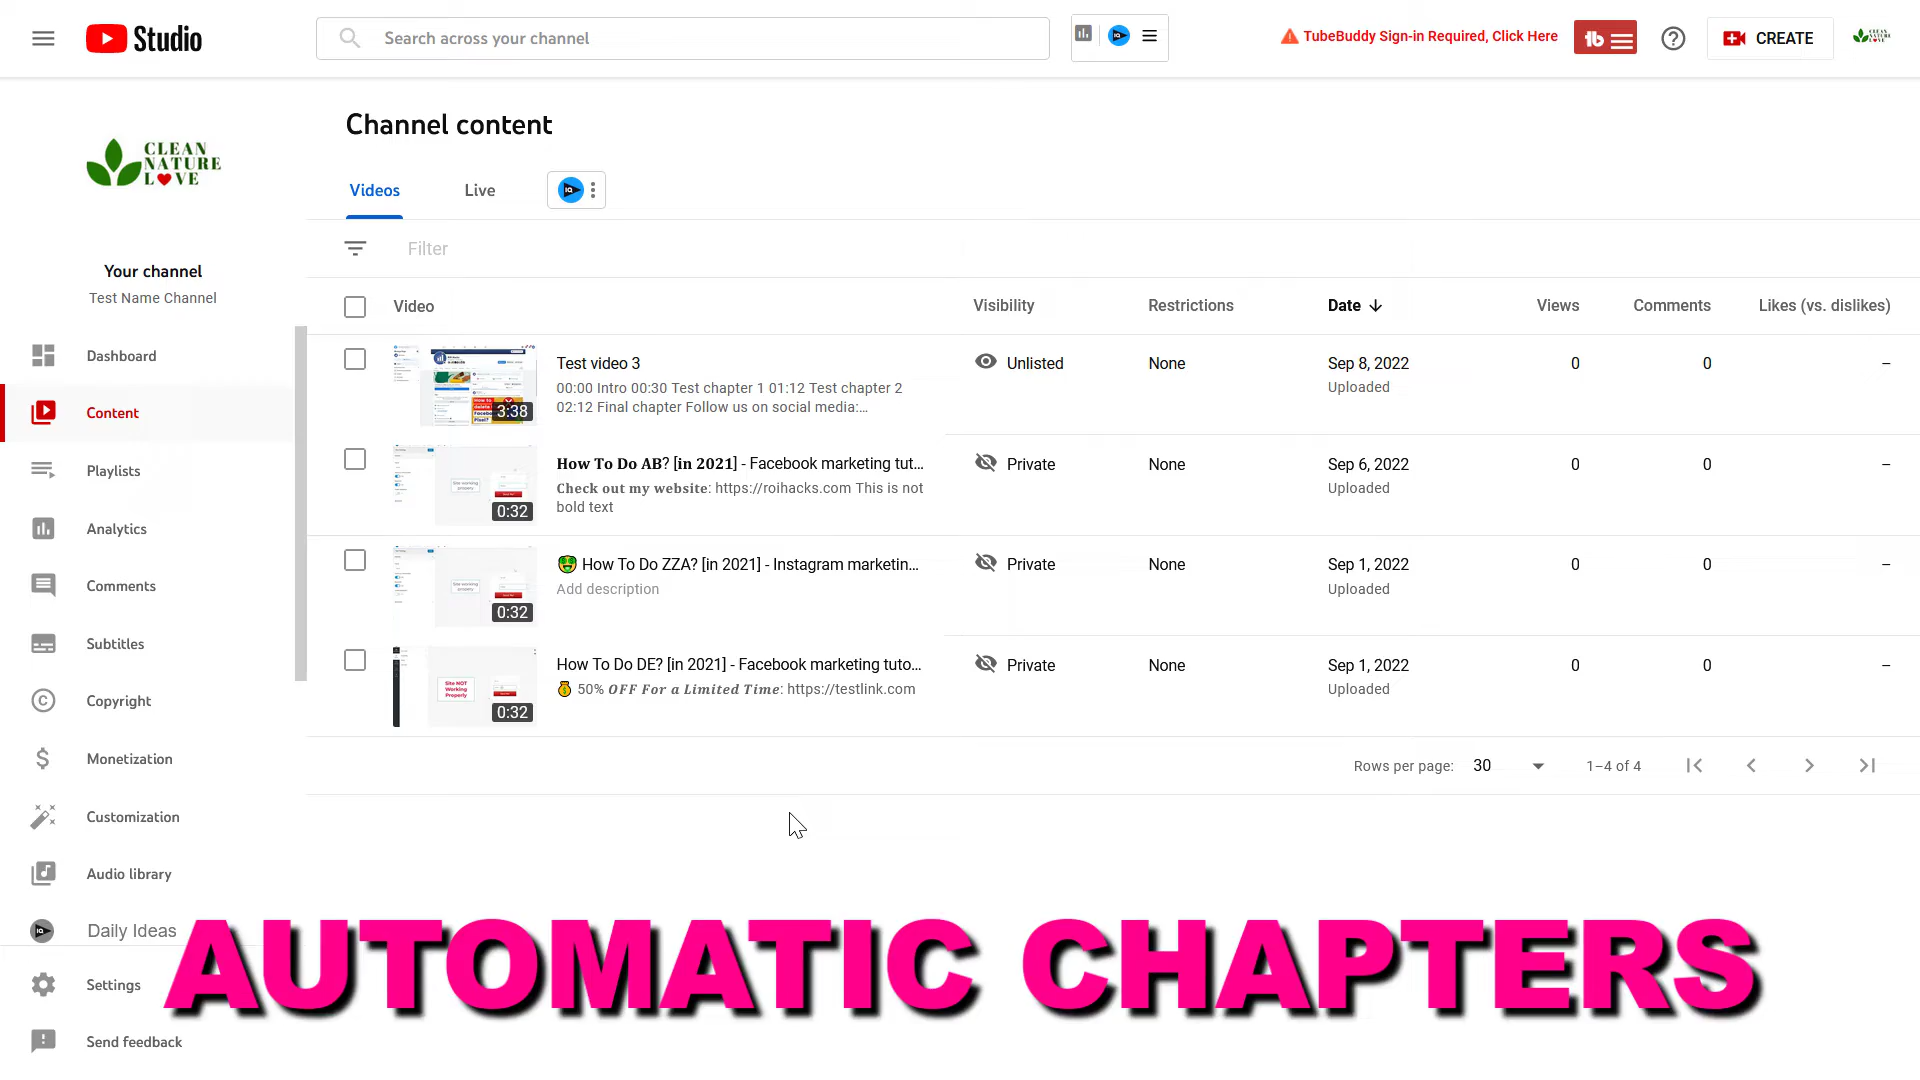 Studio
Search across your channel
TubeBuddy Sign-in Required, Click Here
CREATE
CLEAN
NATURE
L♥VE
Channel content
Videos
Live
Filter
Your channel
Test Name Channel
Video
Visibility
Restrictions
Date
Views
Comments
Likes (vs. dislikes)
Test video 3
00:00 Intro 00:30 Test chapter 1 01:12 Test chapter 2
02:12 Final chapter Follow us on social media:...
3:38
Unlisted
None
Sep 8, 2022
Uploaded
0
0
–
How To Do AB? [in 2021] - Facebook marketing tut...
Check out my website: https://roihacks.com This is not
bold text
0:32
Private
None
Sep 6, 2022
Uploaded
0
0
–
🤑 How To Do ZZA? [in 2021] - Instagram marketin...
Add description
0:32
Private
None
Sep 1, 2022
Uploaded
0
0
–
How To Do DE? [in 2021] - Facebook marketing tuto...
💰 50% OFF For a Limited Time: https://testlink.com
Site NOT
Working
Properly
0:32
Private
None
Sep 1, 2022
Uploaded
0
0
–
Rows per page:
30
1–4 of 4
Dashboard
Content
Playlists
Analytics
Comments
Subtitles
Copyright
Monetization
Customization
Audio library
Daily Ideas
Settings
Send feedback
AUTOMATIC CHAPTERS